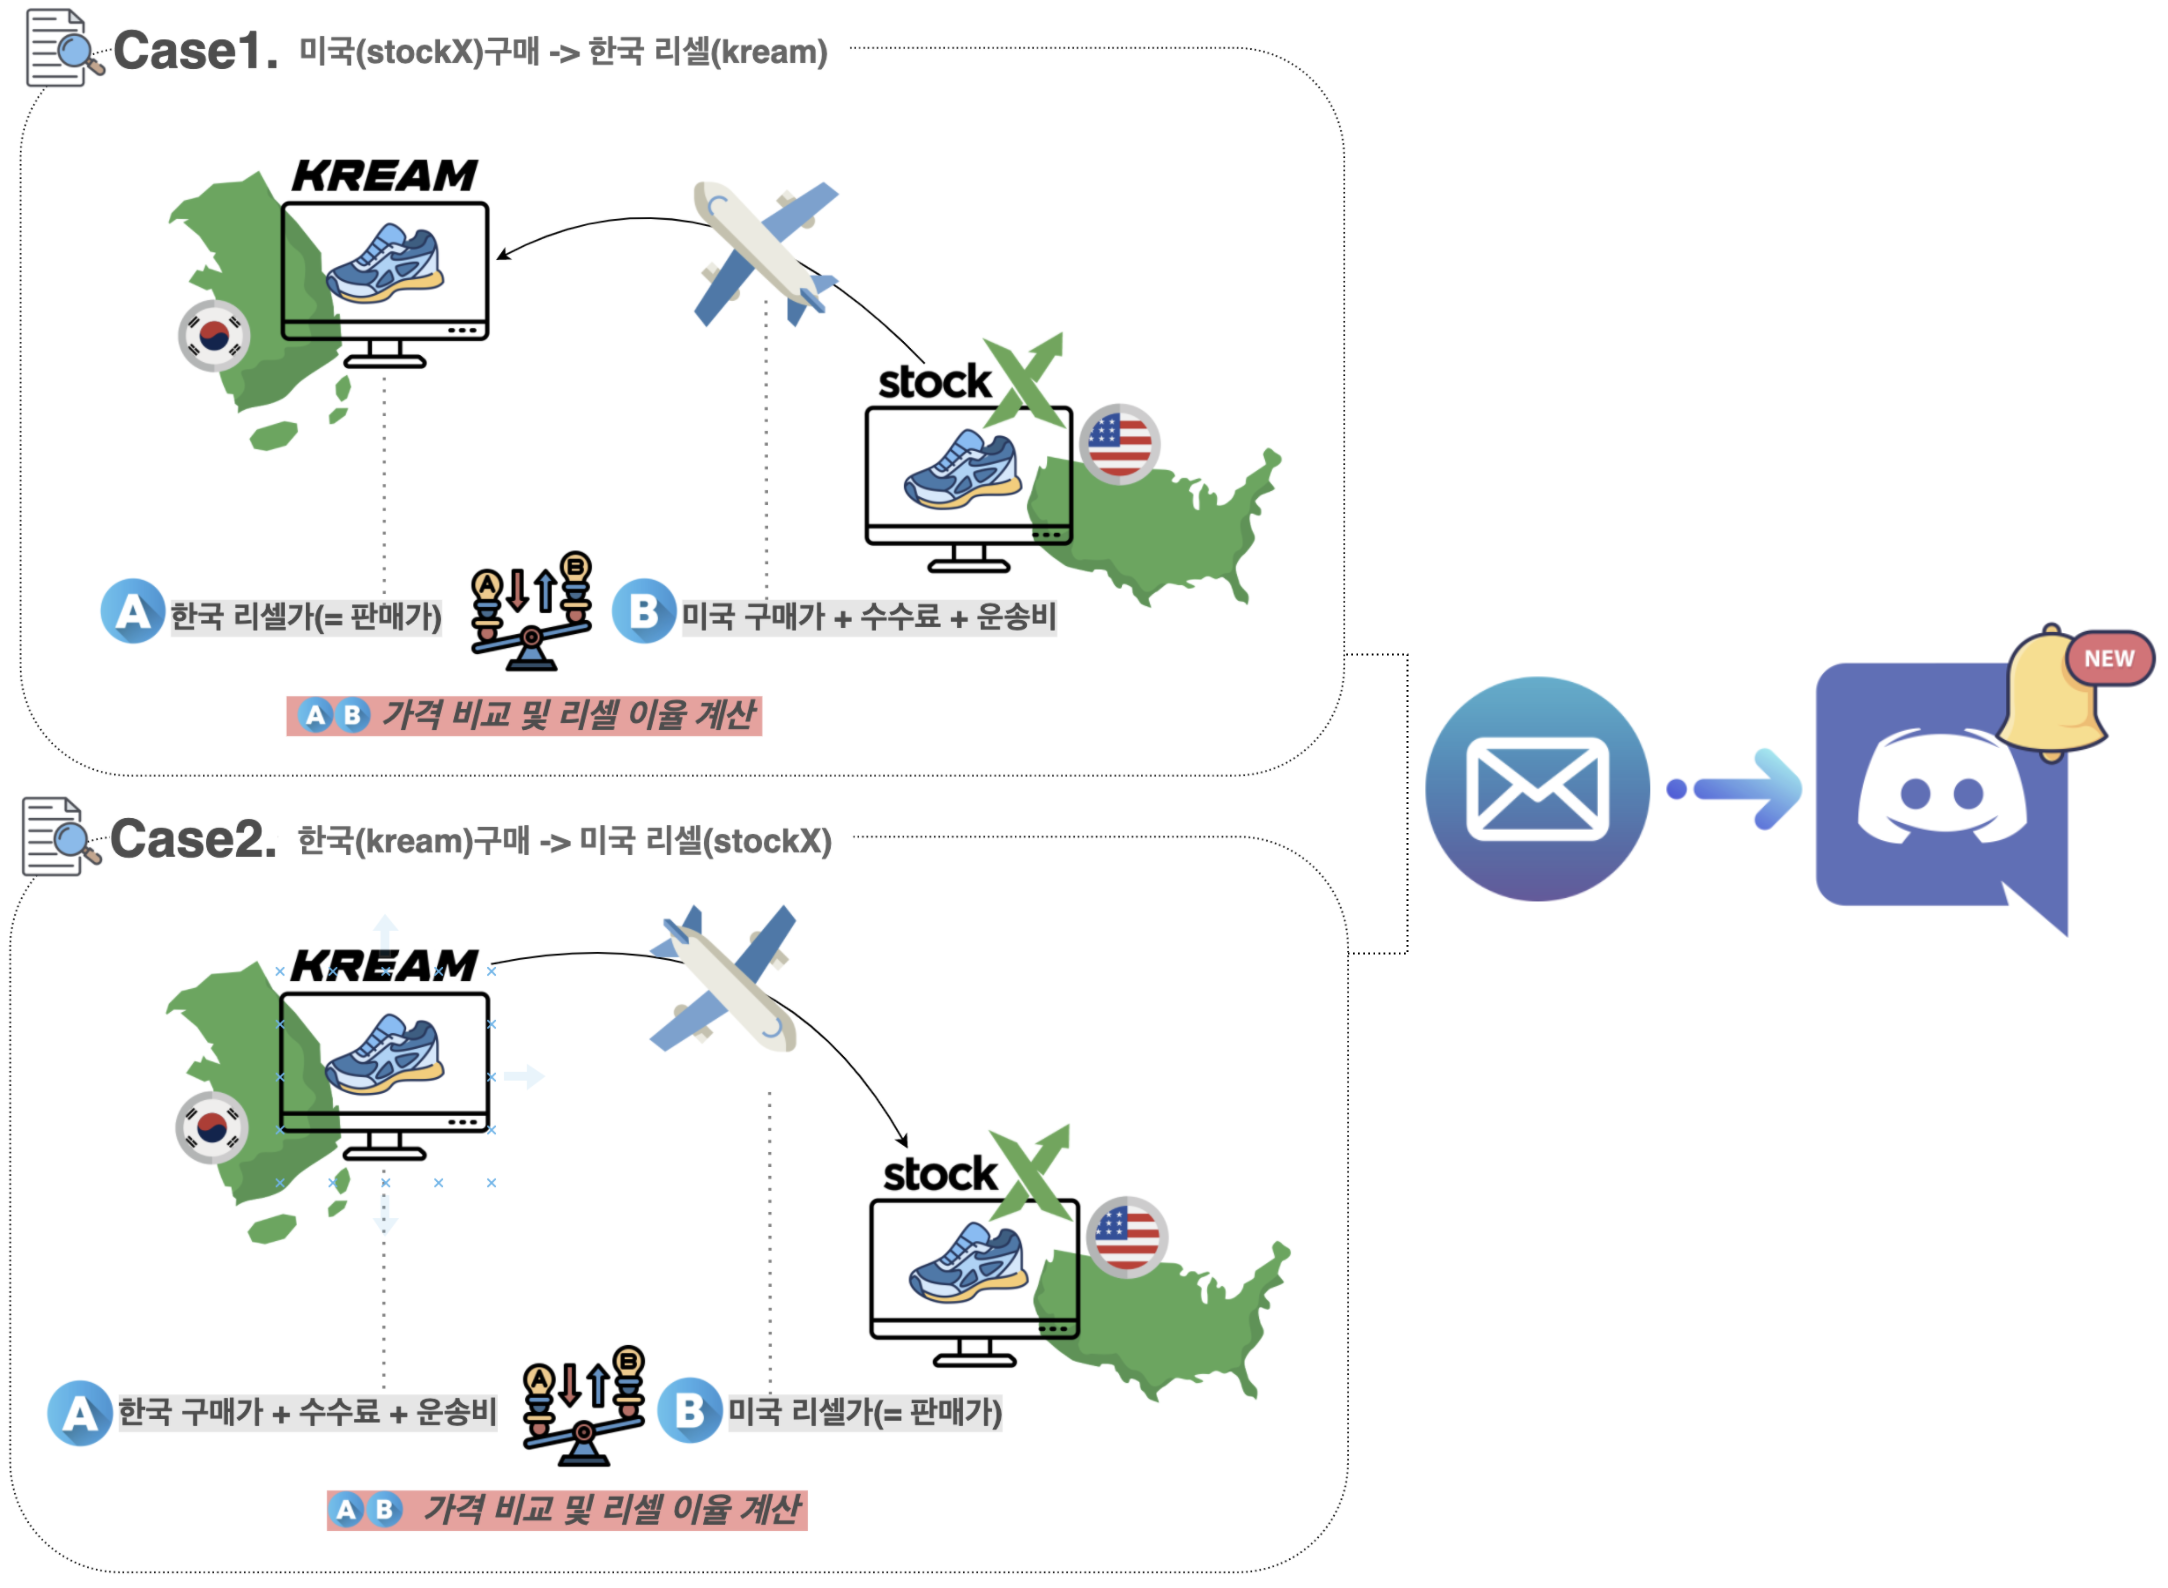 Case1. 미국(stockX)구매 -> 한국 리셀(kream)
KREAM
stockX
A 한국 리셀가(= 판매가)
A B
B 미국 구매가 + 수수료 + 운송비
A B 가격 비교 및 리셀 이율 계산
NEW
Case2. 한국(kream)구매 -> 미국 리셀(stockX)
KREAM
stockX
A 한국 구매가 + 수수료 + 운송비
A B
B 미국 리셀가(= 판매가)
A B 가격 비교 및 리셀 이율 계산